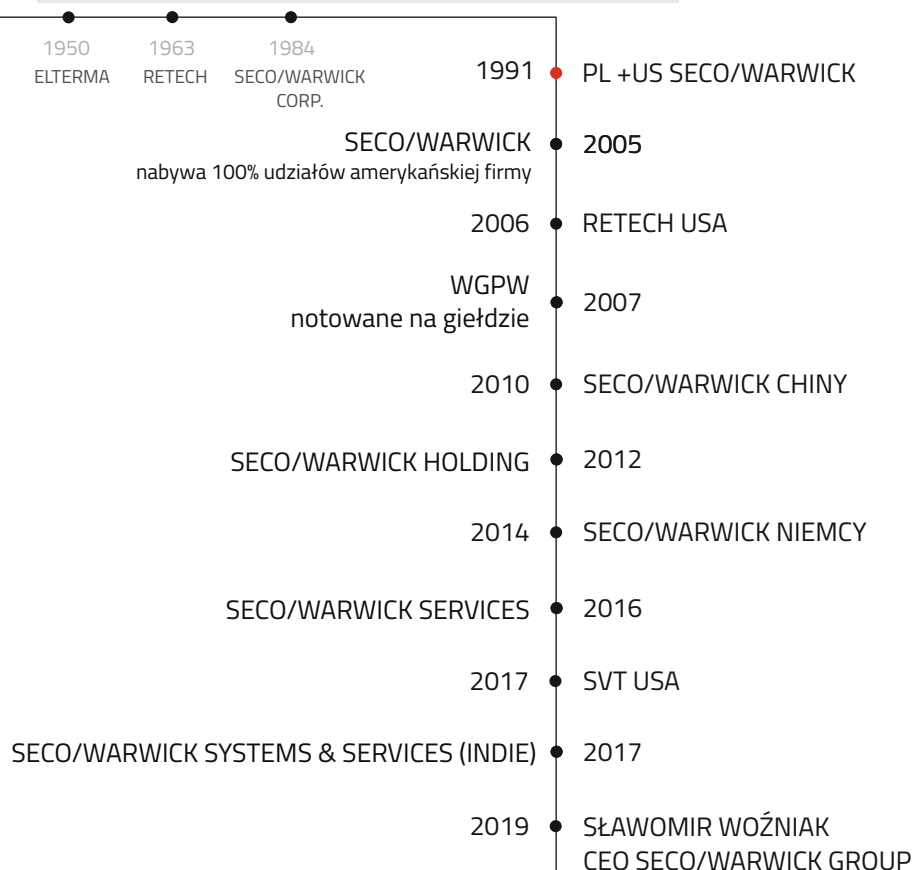 1950
ELTERMA
1963
RETECH
1984
SECO/WARWICK
CORP.
1991
PL +US SECO/WARWICK
SECO/WARWICK
nabywa 100% udziałów amerykańskiej firmy
2005
2006
RETECH USA
WGPW
notowane na giełdzie
2007
2010
SECO/WARWICK CHINY
SECO/WARWICK HOLDING
2012
2014
SECO/WARWICK NIEMCY
SECO/WARWICK SERVICES
2016
2017
SVT USA
SECO/WARWICK SYSTEMS & SERVICES (INDIE)
2017
2019
SŁAWOMIR WOŹNIAK
CEO SECO/WARWICK GROUP